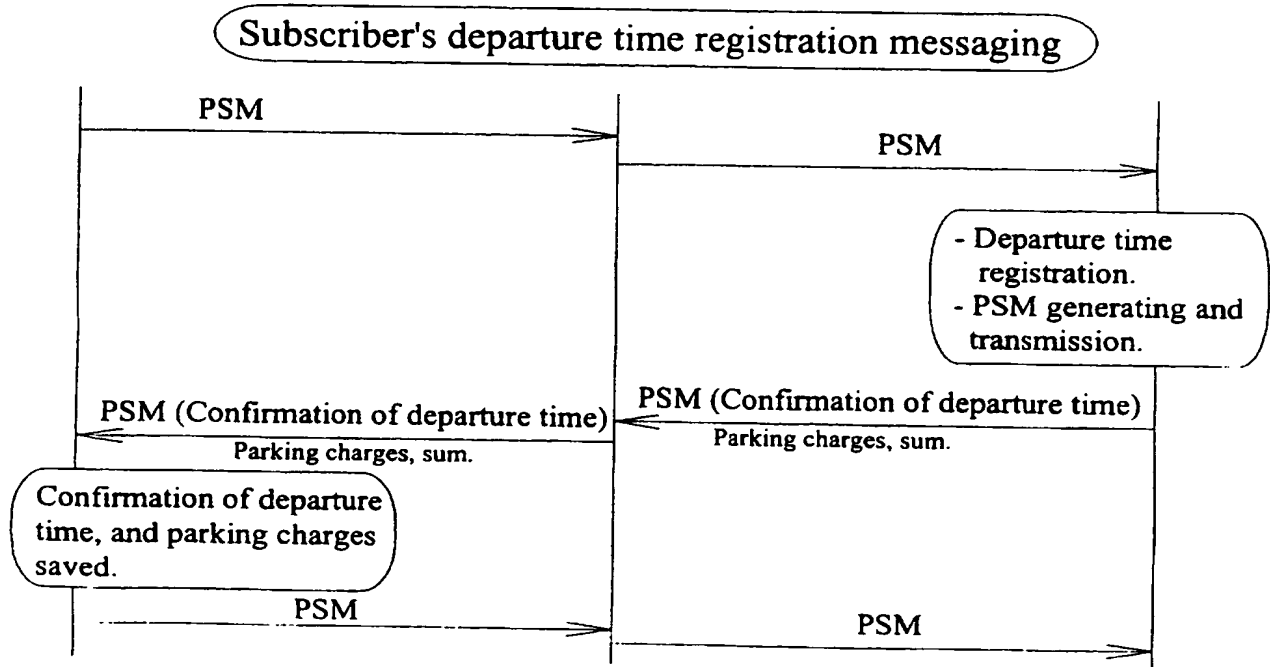 Subscriber's departure time registration messaging
PSM
PSM
- Departure time
registration.
- PSM generating and
transmission.
PSM (Confirmation of departure time)
Parking charges, sum.
PSM (Confirmation of departure time)
Parking charges, sum.
Confirmation of departure
time, and parking charges
saved.
PSM
PSM